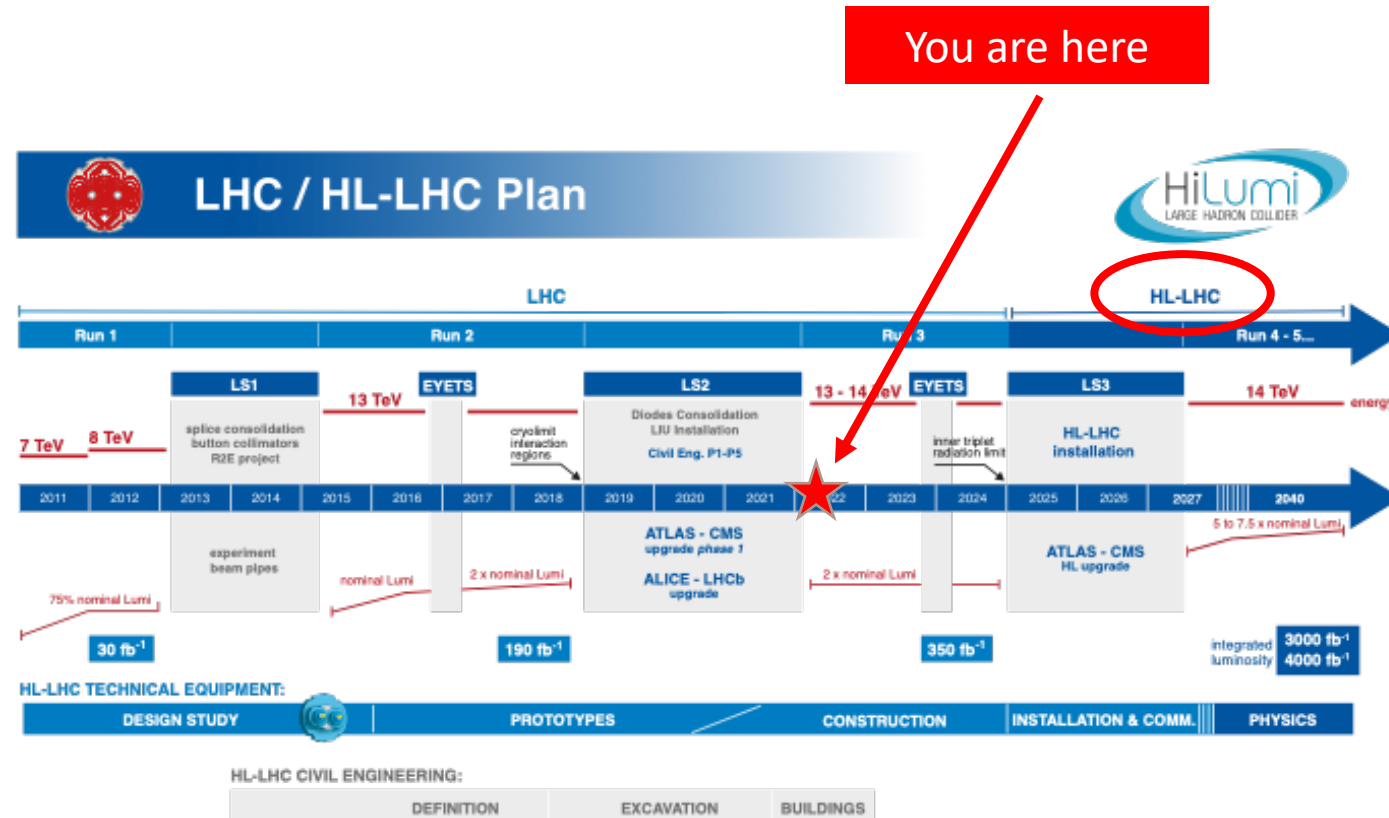 You are here
LHC / HL-LHC Plan
HiLumi
LARGE HADRON COLLIDER
LHC
HL-LHC
Run 1
Run 2
Run 3
Run 4 - 5...
LS1
EYETS
LS2
EYETS
LS3
7 TeV
8 TeV
13 TeV
13 - 14 TeV
14 TeV
energy
splice consolidation
button collimators
R2E project
cryolimit
interaction
regions
Diodes Consolidation
LIU Installation
Civil Eng. P1-P5
inner triplet
radiation limit
HL-LHC
installation
2011 2012 2013 2014 2015 2016 2017 2018 2019 2020 2021 22 2023 2024 2025 2026 2027 2040
experiment
beam pipes
ATLAS - CMS
upgrade phase 1
ALICE - LHCb
upgrade
ATLAS - CMS
HL upgrade
75% nominal Lumi
nominal Lumi
2 x nominal Lumi
2 x nominal Lumi
5 to 7.5 x nominal Lumi
30 fb-1
190 fb-1
350 fb-1
integrated
luminosity
3000 fb-1
4000 fb-1
HL-LHC TECHNICAL EQUIPMENT:
DESIGN STUDY
PROTOTYPES
CONSTRUCTION
INSTALLATION & COMM.
PHYSICS
HL-LHC CIVIL ENGINEERING:
DEFINITION
EXCAVATION
BUILDINGS